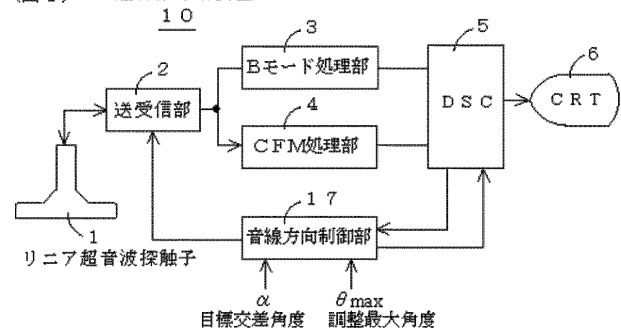 10
3
Bモード処理部
5
DSC
6
CRT
2
送受信部
4
CFM処理部
17
音線方向制御部
1
リニア超音波探触子
α
目標交差角度
θmax
調整最大角度